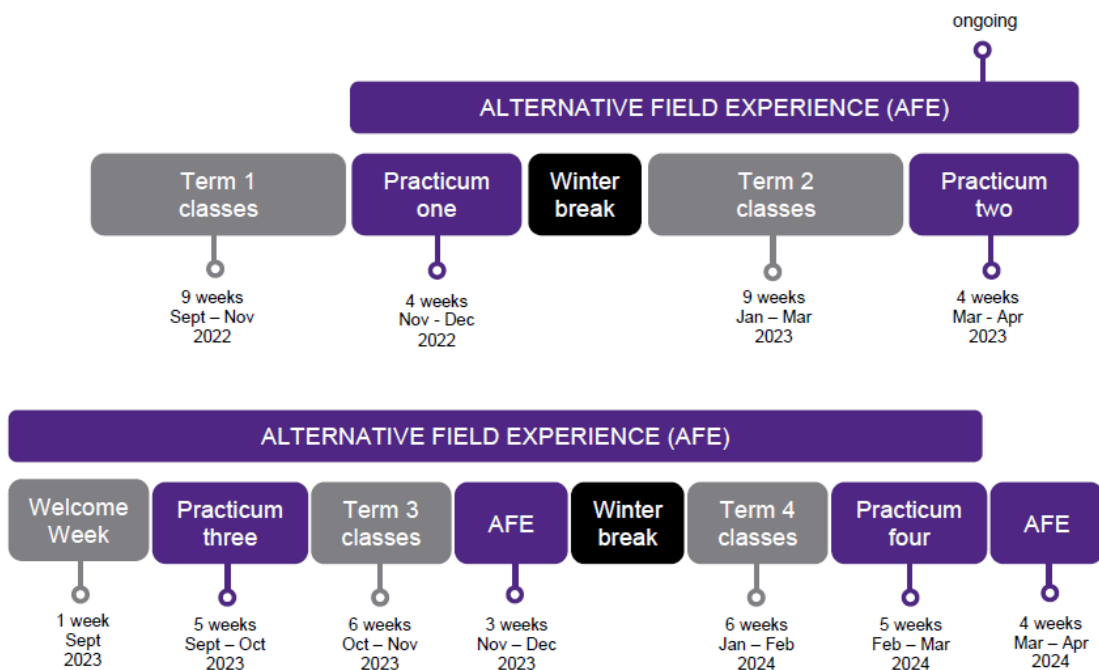 ongoing
ALTERNATIVE FIELD EXPERIENCE (AFE)
Term 1
classes
Practicum
one
Winter
break
Term 2
classes
Practicum
two
9 weeks
Sept – Nov
2022
4 weeks
Nov - Dec
2022
9 weeks
Jan – Mar
2023
4 weeks
Mar - Apr
2023
ALTERNATIVE FIELD EXPERIENCE (AFE)
Welcome
Week
Practicum
three
Term 3
classes
AFE
Winter
break
Term 4
classes
Practicum
four
AFE
1 week
Sept
2023
5 weeks
Sept – Oct
2023
6 weeks
Oct – Nov
2023
3 weeks
Nov – Dec
2023
6 weeks
Jan – Feb
2024
5 weeks
Feb – Mar
2024
4 weeks
Mar – Apr
2024